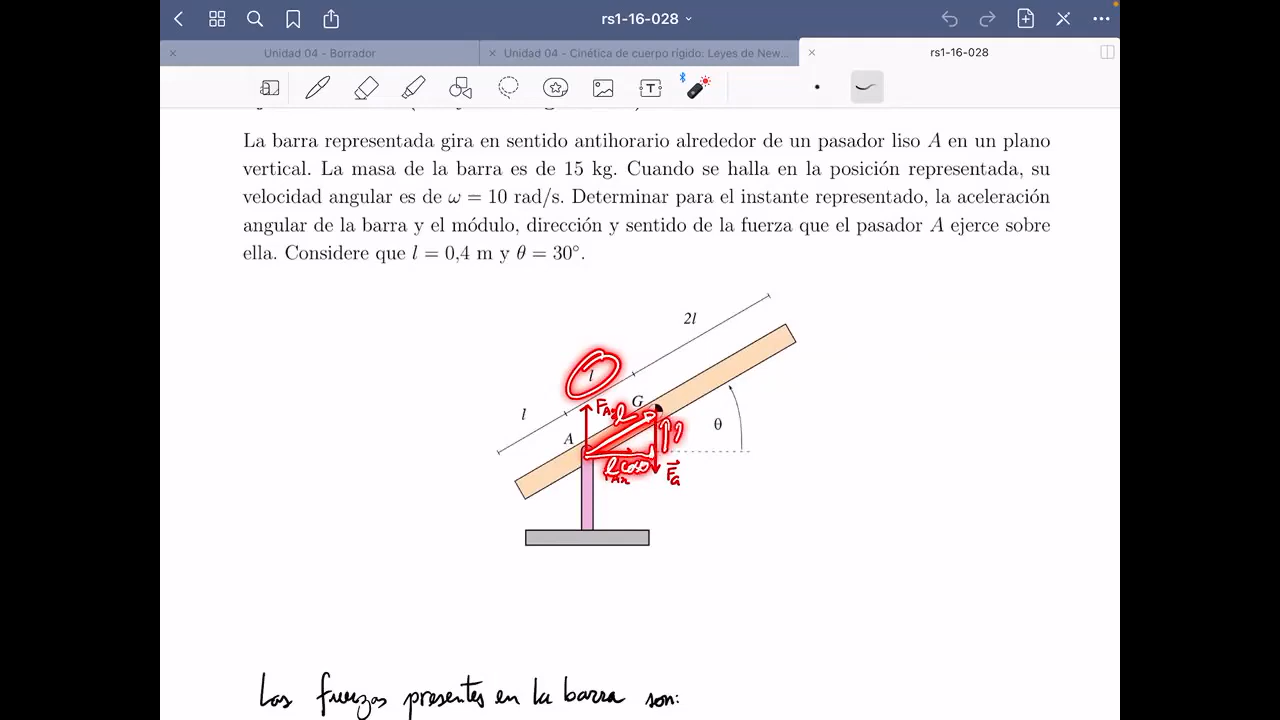 rs1-16-028
Unidad 04 - Borrador
Unidad 04 - Cinética de cuerpo rígido: Leyes de New...
rs1-16-028
La barra representada gira en sentido antihorario alrededor de un pasador liso A en un plano
vertical. La masa de la barra es de 15 kg. Cuando se halla en la posición representada, su
velocidad angular es de ω = 10 rad/s. Determinar para el instante representado, la aceleración
angular de la barra y el módulo, dirección y sentido de la fuerza que el pasador A ejerce sobre
ella. Considere que l = 0,4 m y θ = 30°.
2l
l
l
G
A
θ
l
l cosθ
F⃗G
Las fuerzas presentes en la barra son: